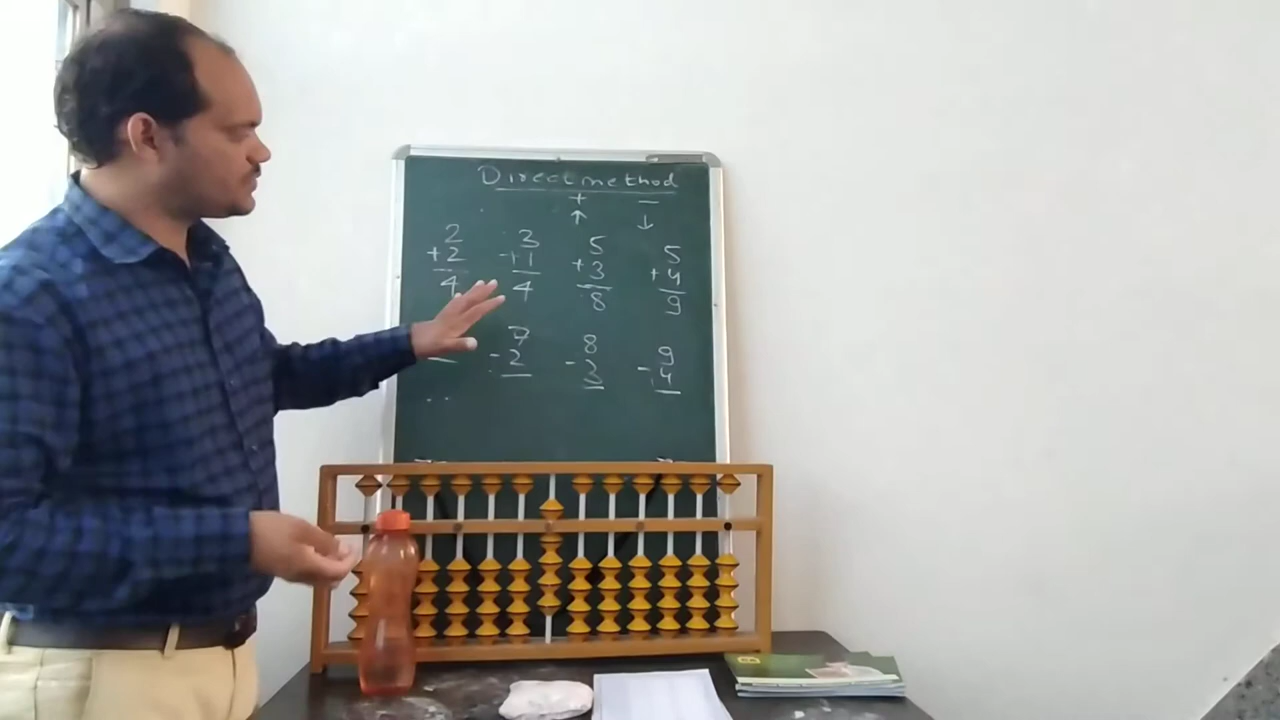 Direct method
+ −
↑ ↓
2 3 5 5
+2 +1 +3 +4
4 4 8 9
7 8 9
-2 -3 -4